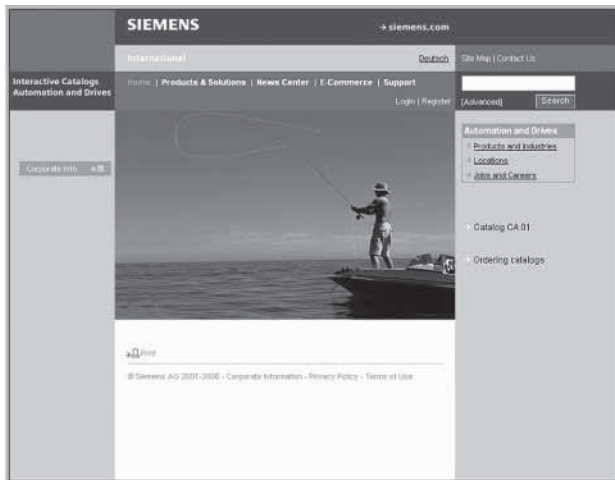 SIEMENS
→ siemens.com
International
Deutsch
Site Map | Contact Us
Interactive Catalogs
Automation and Drives
Home | Products & Solutions | News Center | E-Commerce | Support
Login | Register
[Advanced]
Search
Corporate Info
Automation and Drives
Products and Industries
Locations
Jobs and Careers
Catalog CA 01
Ordering catalogs
Print
© Siemens AG 2001-2006 - Corporate Information - Privacy Policy - Terms of Use